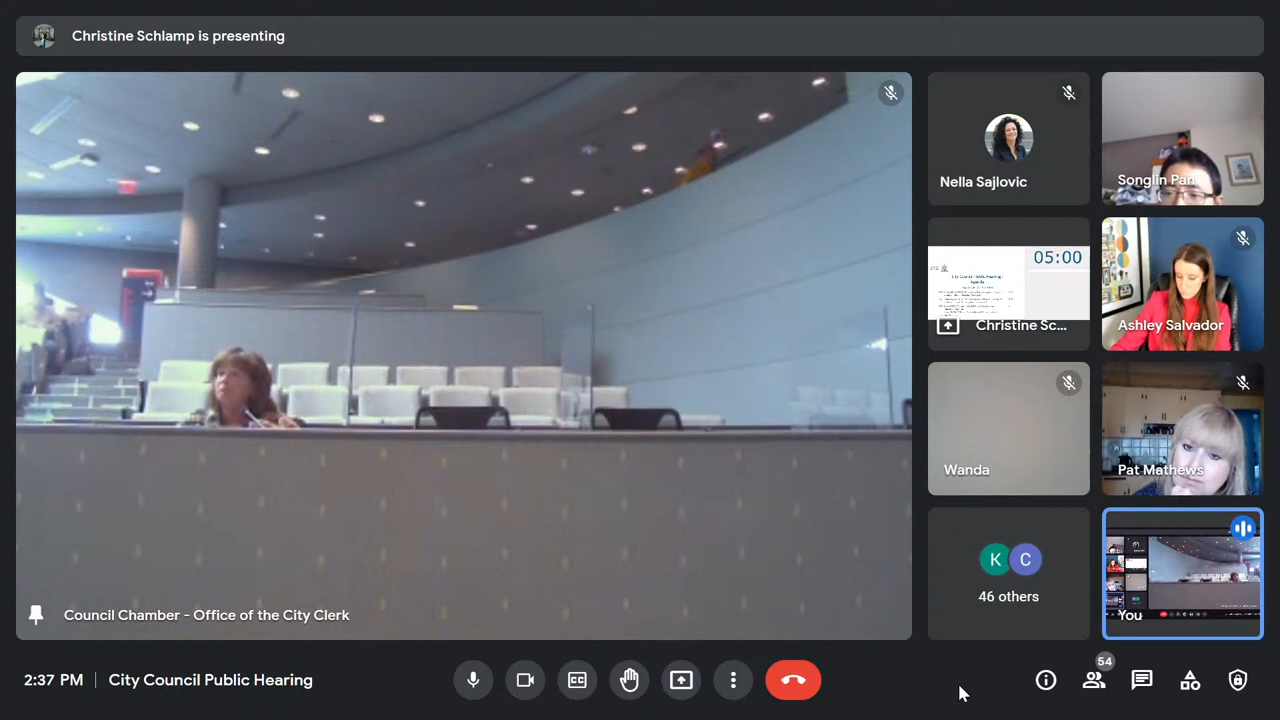 Christine Schlamp is presenting
Nella Sajlovic
Songlin Pan
City Council Public Hearing
Agenda
05:00
Christine Sc...
Ashley Salvador
Wanda
Pat Mathews
K C
46 others
You
Council Chamber - Office of the City Clerk
2:37 PM | City Council Public Hearing
54